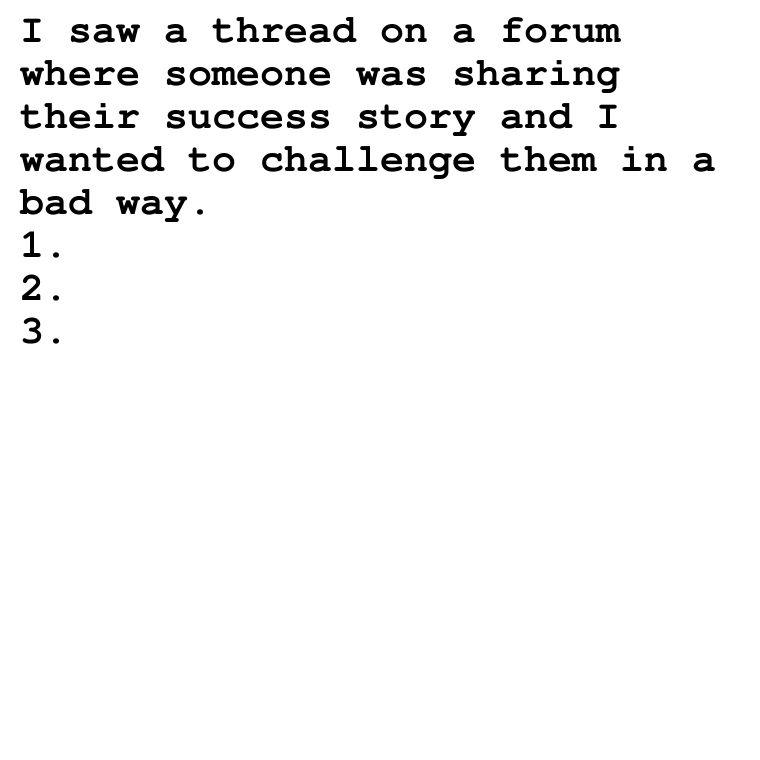 I saw a thread on a forum
where someone was sharing
their success story and I
wanted to challenge them in a
bad way.
1.
2.
3.